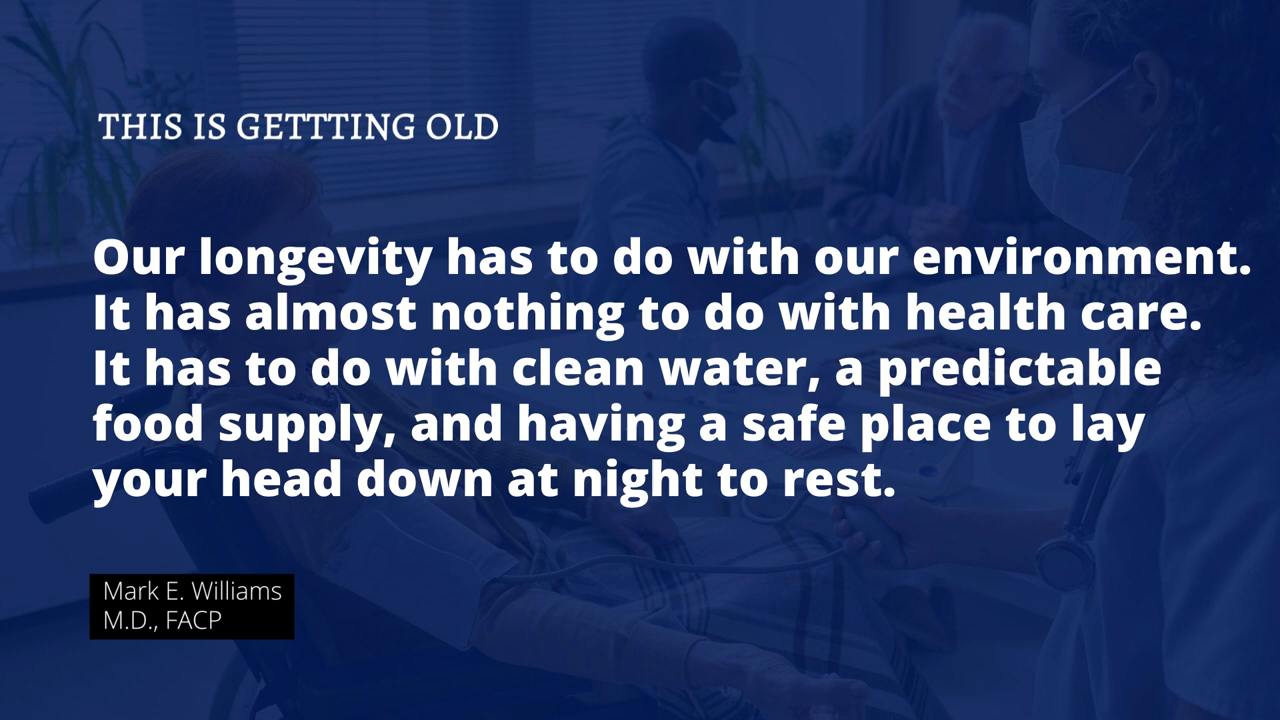 THIS IS GETTTING OLD
Our longevity has to do with our environment.
It has almost nothing to do with health care.
It has to do with clean water, a predictable
food supply, and having a safe place to lay
your head down at night to rest.
Mark E. Williams
M.D., FACP